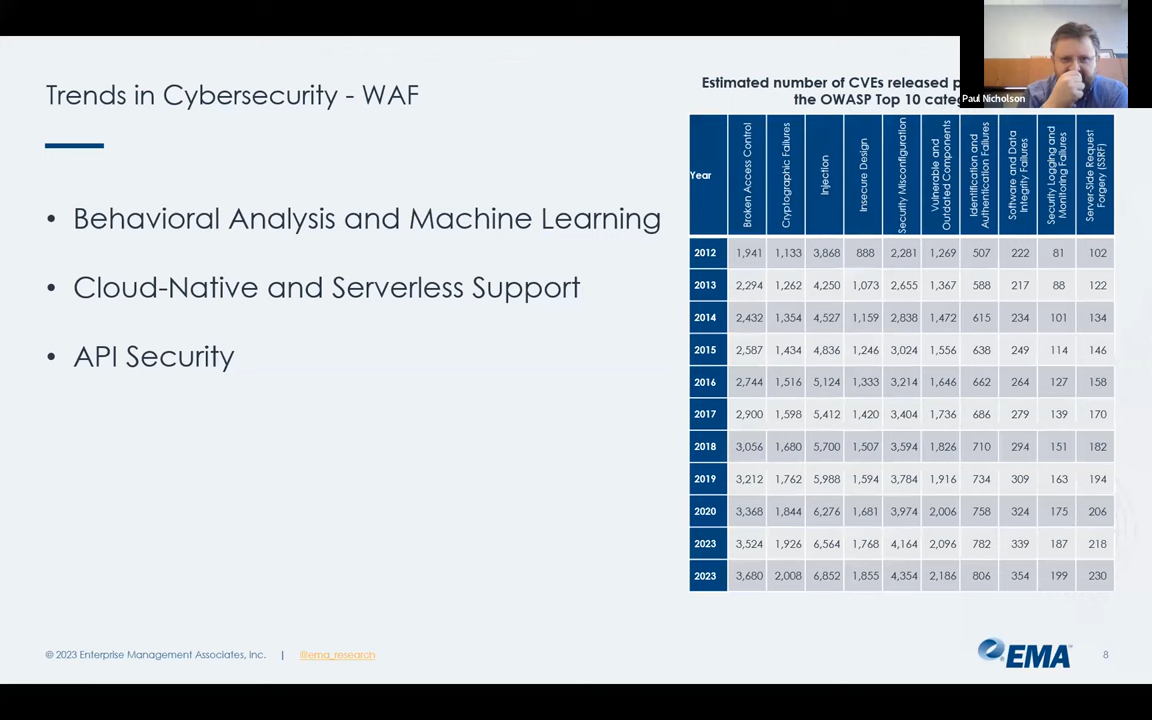 Trends in Cybersecurity - WAF
• Behavioral Analysis and Machine Learning
• Cloud-Native and Serverless Support
• API Security
Estimated number of CVEs released
the OWASP Top 10
Paul Nicholson
Year
Broken Access Control
Cryptographic Failures
Injection
Insecure Design
Security Misconfiguration
Vulnerable and
Outdated Components
Identification and
Authentication Failures
Software and Data
Integrity Failures
Security Logging and
Monitoring Failures
Server-Side Request
Forgery (SSRF)
2012 1,941 1,133 3,868 888 2,281 1,269 507 222 81 102
2013 2,294 1,262 4,250 1,073 2,655 1,367 588 217 88 122
2014 2,432 1,354 4,527 1,159 2,838 1,472 615 234 101 134
2015 2,587 1,434 4,836 1,246 3,024 1,556 638 249 114 146
2016 2,744 1,516 5,124 1,333 3,214 1,646 662 264 127 158
2017 2,900 1,598 5,412 1,420 3,404 1,736 686 279 139 170
2018 3,056 1,680 5,700 1,507 3,594 1,826 710 294 151 182
2019 3,212 1,762 5,988 1,594 3,784 1,916 734 309 163 194
2020 3,368 1,844 6,276 1,681 3,974 2,006 758 324 175 206
2023 3,524 1,926 6,564 1,768 4,164 2,096 782 339 187 218
2023 3,680 2,008 6,852 1,855 4,354 2,186 806 354 199 230
© 2023 Enterprise Management Associates, Inc. | @ema_research
EMA
8